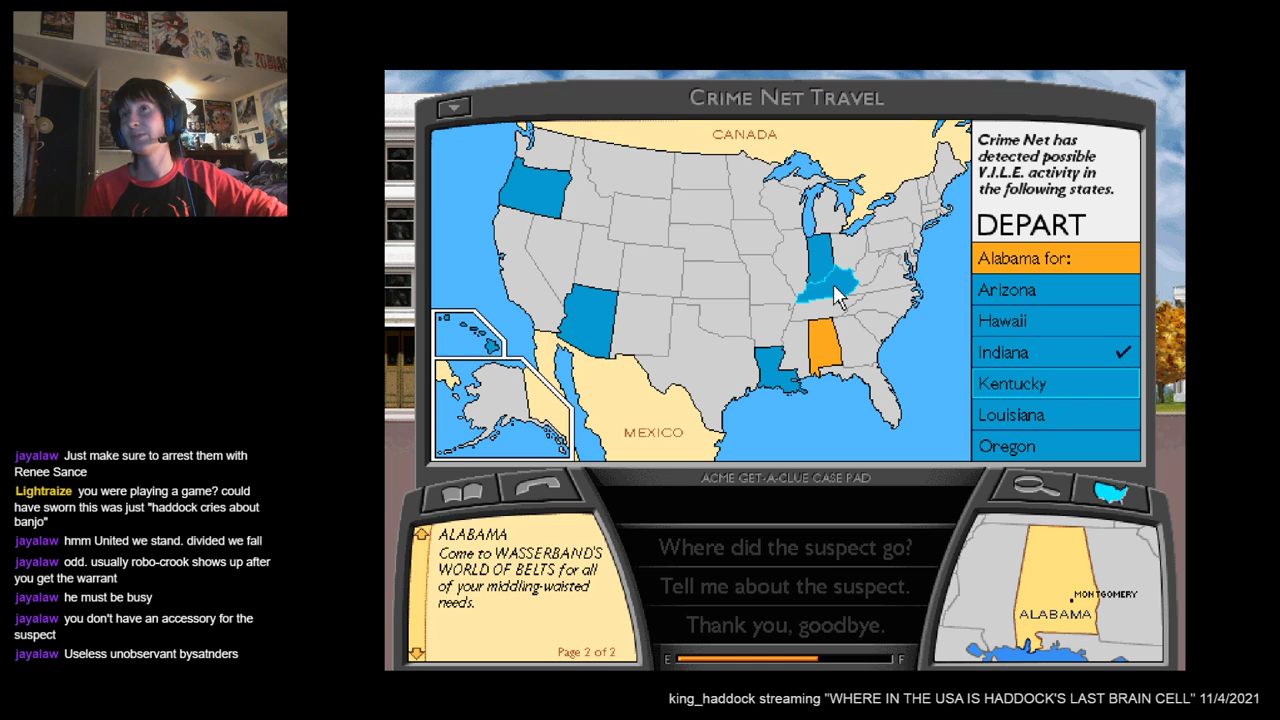 CRIME NET TRAVEL
CANADA
MEXICO
Crime Net has
detected possible
V.I.L.E. activity in
the following states.
DEPART
Alabama for:
Arizona
Hawaii
Indiana
Kentucky
Louisiana
Oregon
ACME GET-A-CLUE CASE PAD
ALABAMA
Come to WASSERBAND'S
WORLD OF BELTS for all
of your middling-waisted
needs.
Page 2 of 2
Where did the suspect go?
Tell me about the suspect.
Thank you, goodbye.
E
F
MONTGOMERY
ALABAMA
jayalaw Just make sure to arrest them with
Renee Sance
Lightraize you were playing a game? could
have sworn this was just "haddock cries about
banjo"
jayalaw hmm United we stand. divided we fall
jayalaw odd. usually robo-crook shows up after
you get the warrant
jayalaw he must be busy
jayalaw you don't have an accessory for the
suspect
jayalaw Useless unobservant bysatnders
king_haddock streaming "WHERE IN THE USA IS HADDOCK'S LAST BRAIN CELL" 11/4/2021